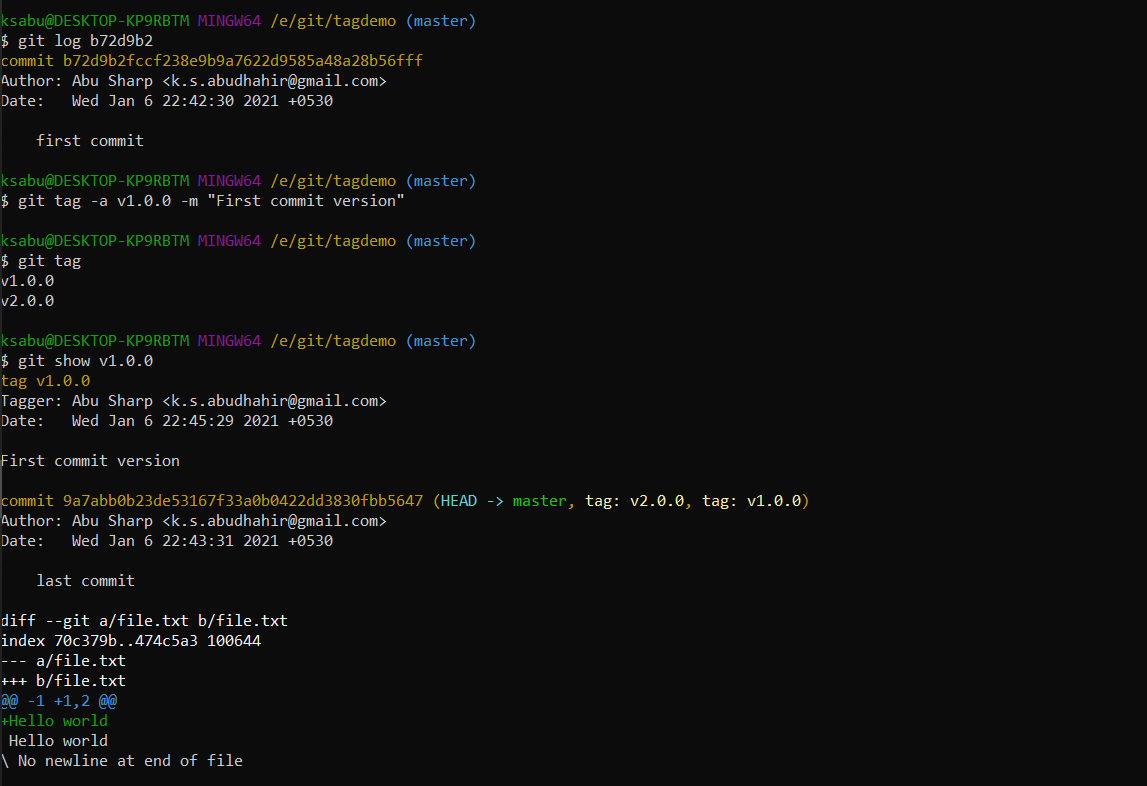 ksabu@DESKTOP-KP9RBTM MINGW64 /e/git/tagdemo (master)
$ git log b72d9b2
commit b72d9b2fccf238e9b9a7622d9585a48a28b56fff
Author: Abu Sharp <k.s.abudhahir@gmail.com>
Date:   Wed Jan 6 22:42:30 2021 +0530

    first commit

ksabu@DESKTOP-KP9RBTM MINGW64 /e/git/tagdemo (master)
$ git tag -a v1.0.0 -m "First commit version"

ksabu@DESKTOP-KP9RBTM MINGW64 /e/git/tagdemo (master)
$ git tag
v1.0.0
v2.0.0

ksabu@DESKTOP-KP9RBTM MINGW64 /e/git/tagdemo (master)
$ git show v1.0.0
tag v1.0.0
Tagger: Abu Sharp <k.s.abudhahir@gmail.com>
Date:   Wed Jan 6 22:45:29 2021 +0530

First commit version

commit 9a7abb0b23de53167f33a0b0422dd3830fbb5647 (HEAD -> master, tag: v2.0.0, tag: v1.0.0)
Author: Abu Sharp <k.s.abudhahir@gmail.com>
Date:   Wed Jan 6 22:43:31 2021 +0530

    last commit

diff --git a/file.txt b/file.txt
index 70c379b..474c5a3 100644
--- a/file.txt
+++ b/file.txt
@@ -1 +1,2 @@
+Hello world
 Hello world
\ No newline at end of file